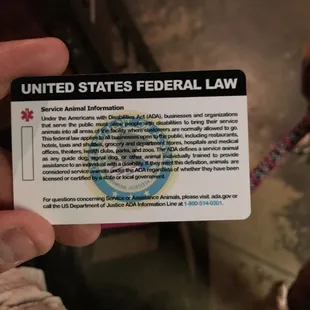 UNITED STATES FEDERAL LAW
Service Animal Information
Under the Americans with Disabilities Act (ADA), businesses and organizations
that serve the public must allow people with disabilities to bring their service
animals into all areas of the facility where customers are normally allowed to go.
This federal law applies to all businesses open to the public, including restaurants,
hotels, taxis and shuttles, grocery and department stores, hospitals and medical
offices, theaters, health clubs, parks, and zoos. The ADA defines a service animal
as any guide dog, signal dog, or other animal individually trained to provide
assistance to an individual with a disability. If they meet this definition, animals are
considered service animals under the ADA regardless of whether they have been
licensed or certified by a state or local government.
For questions concerning Service or Assistance Animals, please visit ada.gov or
call the US Department of Justice ADA Information Line at 1-800-514-0301.